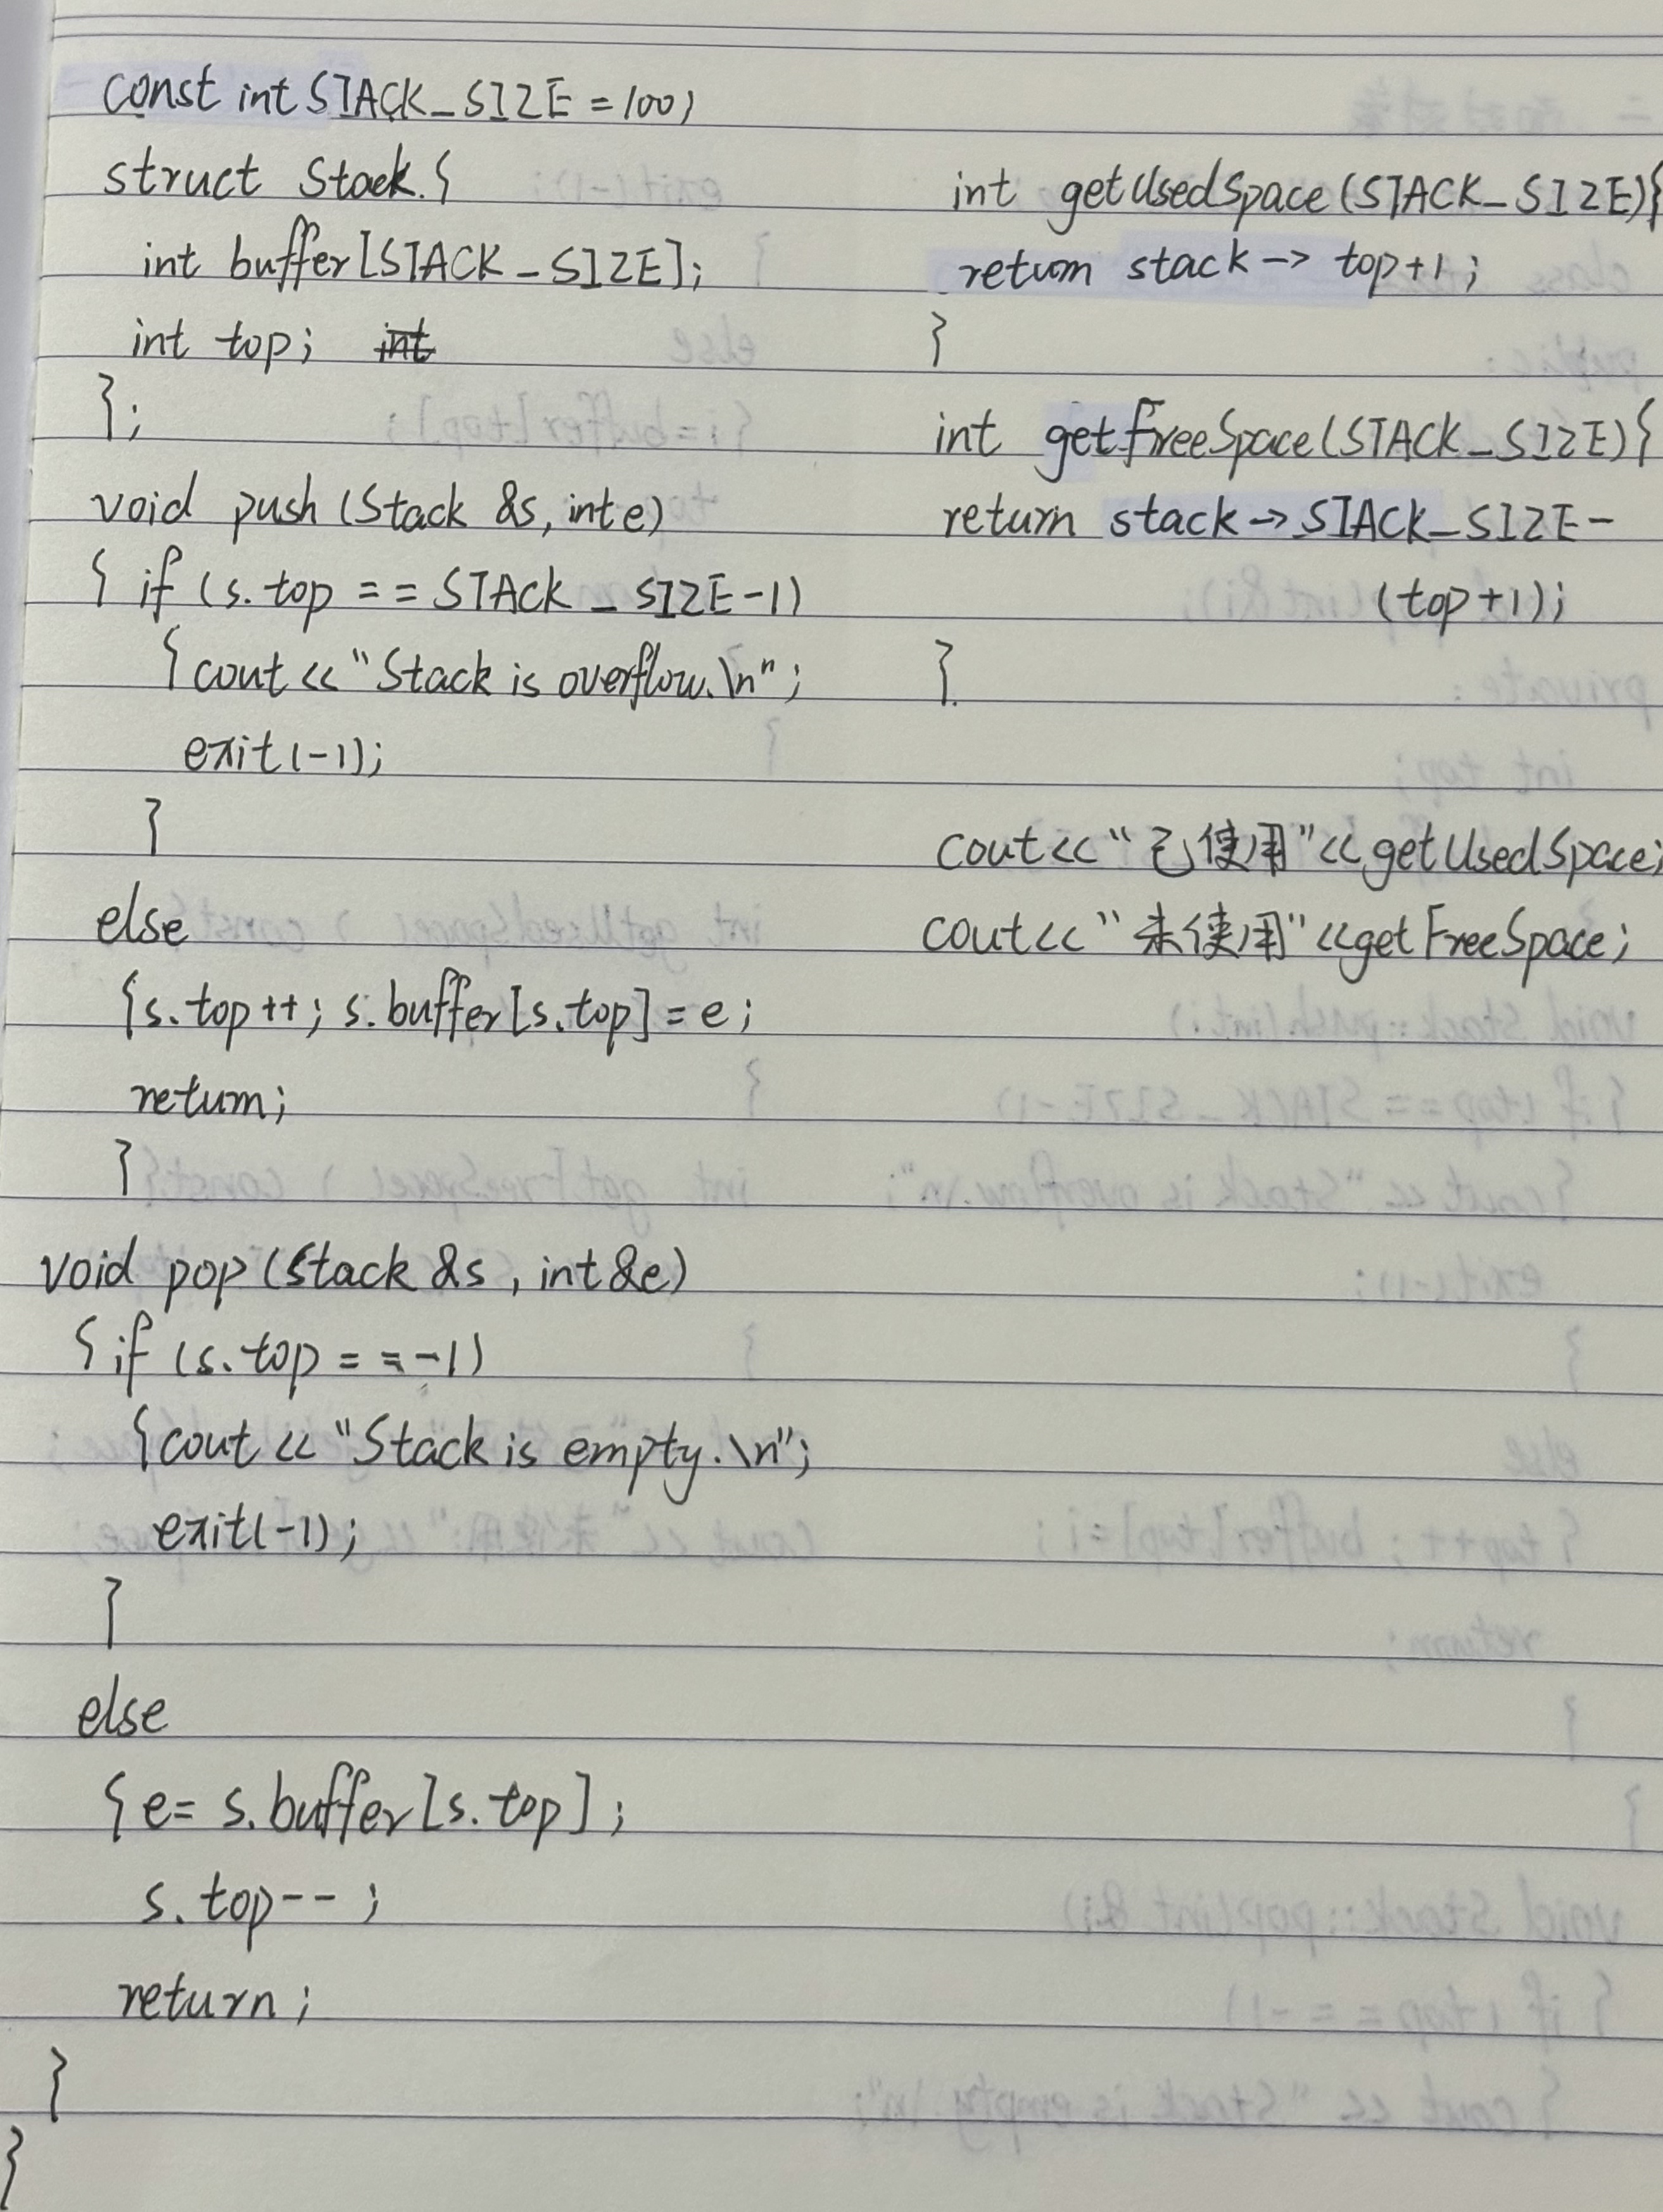 const int STACK_SIZE = 100;
struct Stack {
int buffer[STACK_SIZE];
int top; int
};
void push (Stack &s, int e)
{ if (s.top == STACK_SIZE-1)
{ cout << "Stack is overflow.\n";
exit(-1);
}
else
{s.top++; s.buffer[s.top] = e;
return;
}
void pop (Stack &s, int &e)
{ if (s.top == -1)
{ cout << "Stack is empty.\n";
exit(-1);
}
else
{ e = s.buffer[s.top];
s.top--;
return;
}
}
int getUsedSpace (STACK_SIZE){
return stack -> top+1;
}
int getFreeSpace (STACK_SIZE){
return stack -> STACK_SIZE -
(top+1);
}
cout << "已使用" << getUsedSpace;
cout << "未使用" << getFreeSpace;